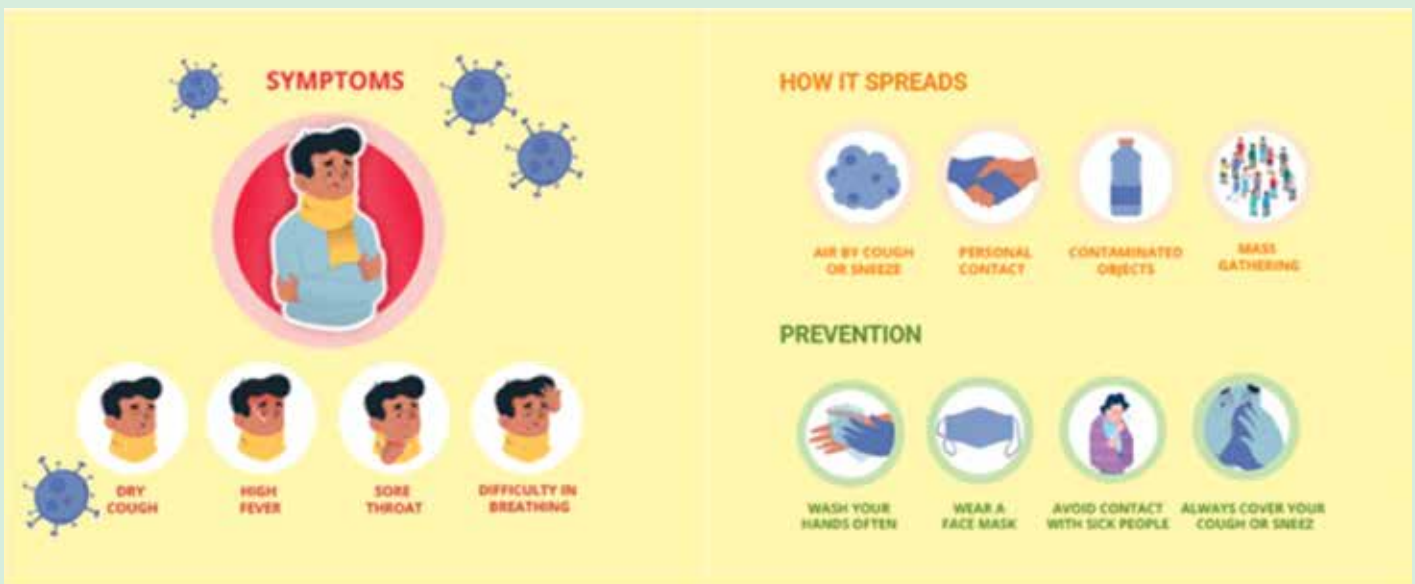 SYMPTOMS
DRY
COUGH
HIGH
FEVER
SORE
THROAT
DIFFICULTY IN
BREATHING
HOW IT SPREADS
AIR BY COUGH
OR SNEEZE
PERSONAL
CONTACT
CONTAMINATED
OBJECTS
MASS
GATHERING
PREVENTION
WASH YOUR
HANDS OFTEN
WEAR A
FACE MASK
AVOID CONTACT
WITH SICK PEOPLE
ALWAYS COVER YOUR
COUGH OR SNEEZ